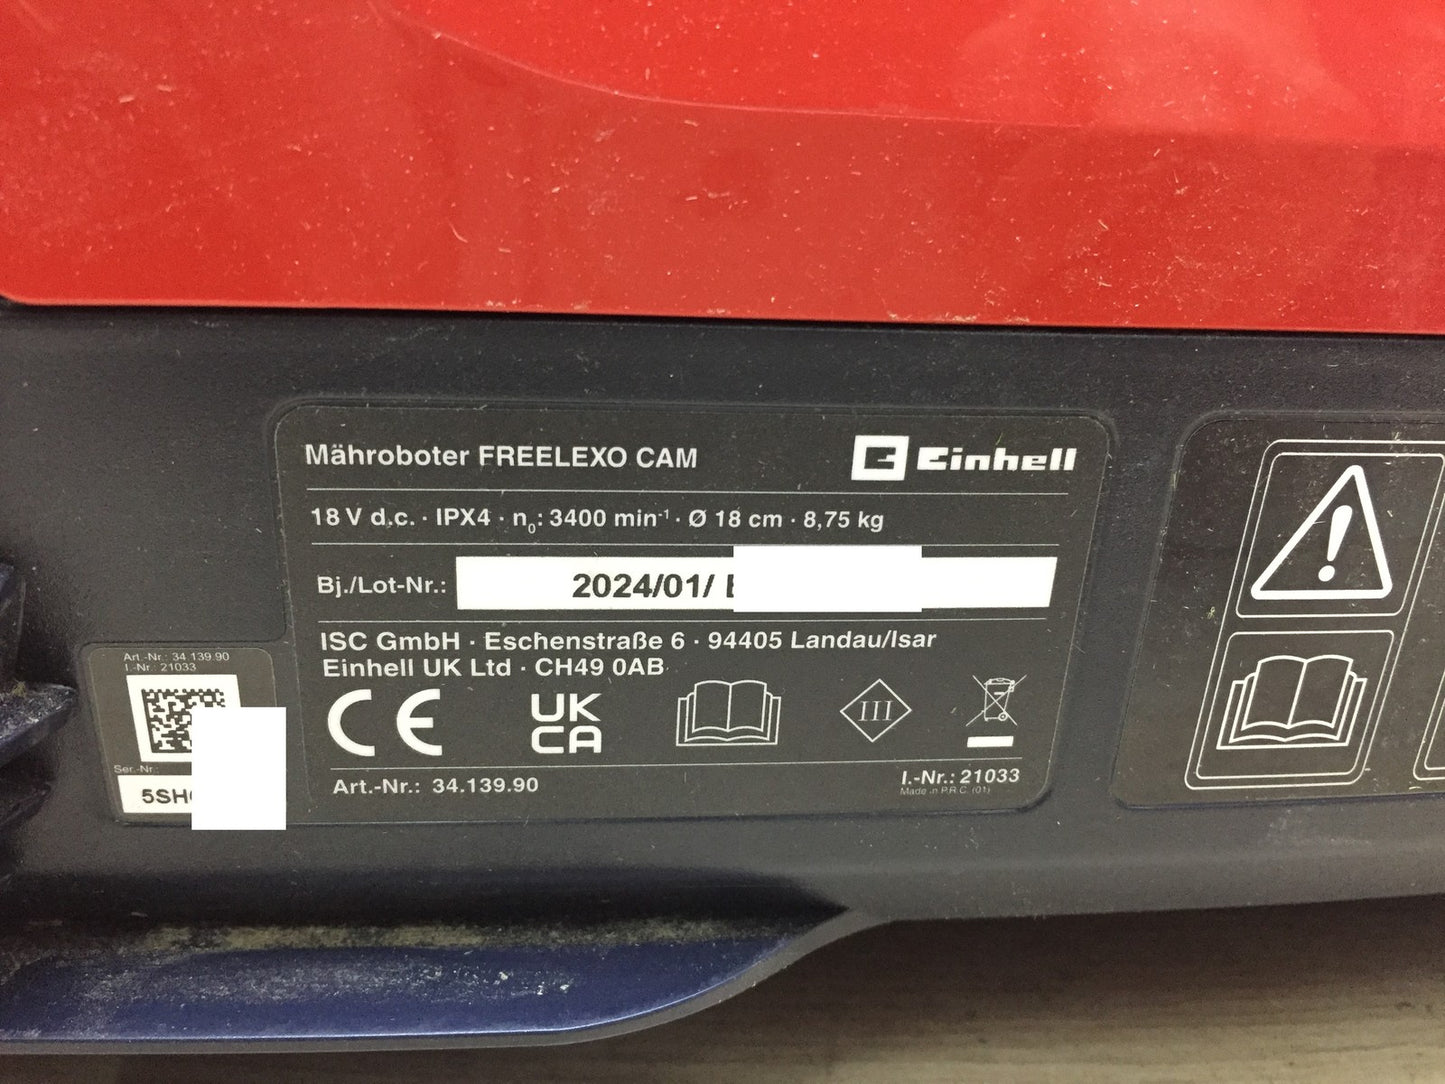 Mähroboter FREELEXO CAM
Einhell
18 V d.c. · IPX4 · n₀: 3400 min⁻¹ · Ø 18 cm · 8,75 kg
Bj./Lot-Nr.: 2024/01/
ISC GmbH · Eschenstraße 6 · 94405 Landau/Isar
Einhell UK Ltd · CH49 0AB
CE
UK
CA
III
Art.-Nr.: 34.139.90
I.-Nr.: 21033
Made in P.R.C. (01)
Art.-Nr.: 34 139.90
I.-Nr.: 21033
Ser.-Nr.:
5SH